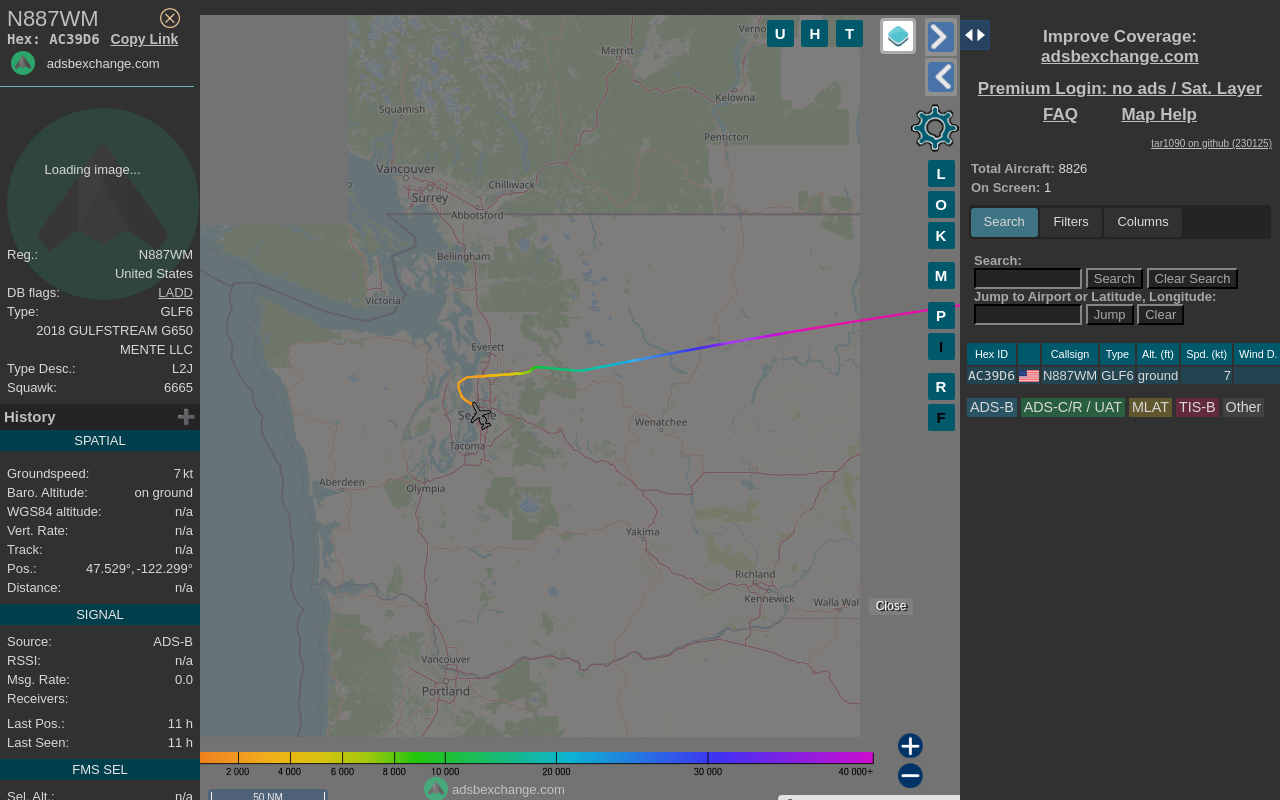 N887WM
Hex: AC39D6 Copy Link
adsbexchange.com
Loading image...
Reg.: N887WM
United States
DB flags: LADD
Type: GLF6
2018 GULFSTREAM G650
MENTE LLC
Type Desc.: L2J
Squawk: 6665
History
SPATIAL
Groundspeed: 7 kt
Baro. Altitude: on ground
WGS84 altitude: n/a
Vert. Rate: n/a
Track: n/a
Pos.: 47.529°, -122.299°
Distance: n/a
SIGNAL
Source: ADS-B
RSSI: n/a
Msg. Rate: 0.0
Receivers:
Last Pos.: 11 h
Last Seen: 11 h
FMS SEL
Sel. Alt.: n/a
U H T
Merritt
Kelowna
Squamish
Penticton
Vancouver
Chilliwack
Surrey
Abbotsford
Bellingham
Victoria
Everett
Wenatchee
Tacoma
Aberdeen
Olympia
Yakima
Richland
Kennewick
Walla Wal
Vancouver
Portland
L
O
K
M
P
I
R
F
Close
2 000 4 000 6 000 8 000 10 000 20 000 30 000 40 000+
adsbexchange.com
50 NM
Improve Coverage:
adsbexchange.com
Premium Login: no ads / Sat. Layer
FAQ Map Help
tar1090 on github (230125)
Total Aircraft: 8826
On Screen: 1
Search Filters Columns
Search:
Search Clear Search
Jump to Airport or Latitude, Longitude:
Jump Clear
Hex ID Callsign Type Alt. (ft) Spd. (kt) Wind D.
AC39D6 N887WM GLF6 ground 7
ADS-B ADS-C/R / UAT MLAT TIS-B Other